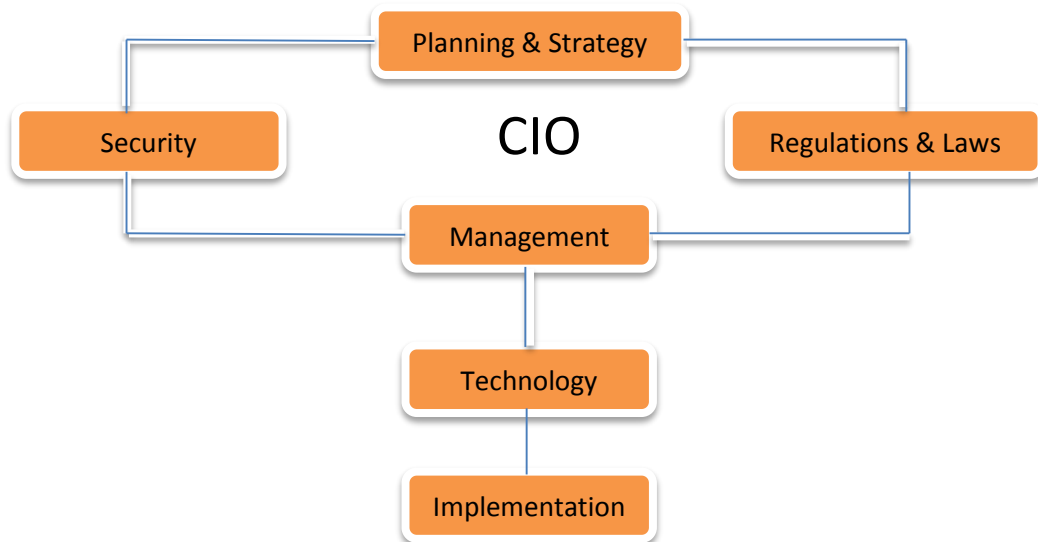 Planning & Strategy
Security
CIO
Regulations & Laws
Management
Technology
Implementation